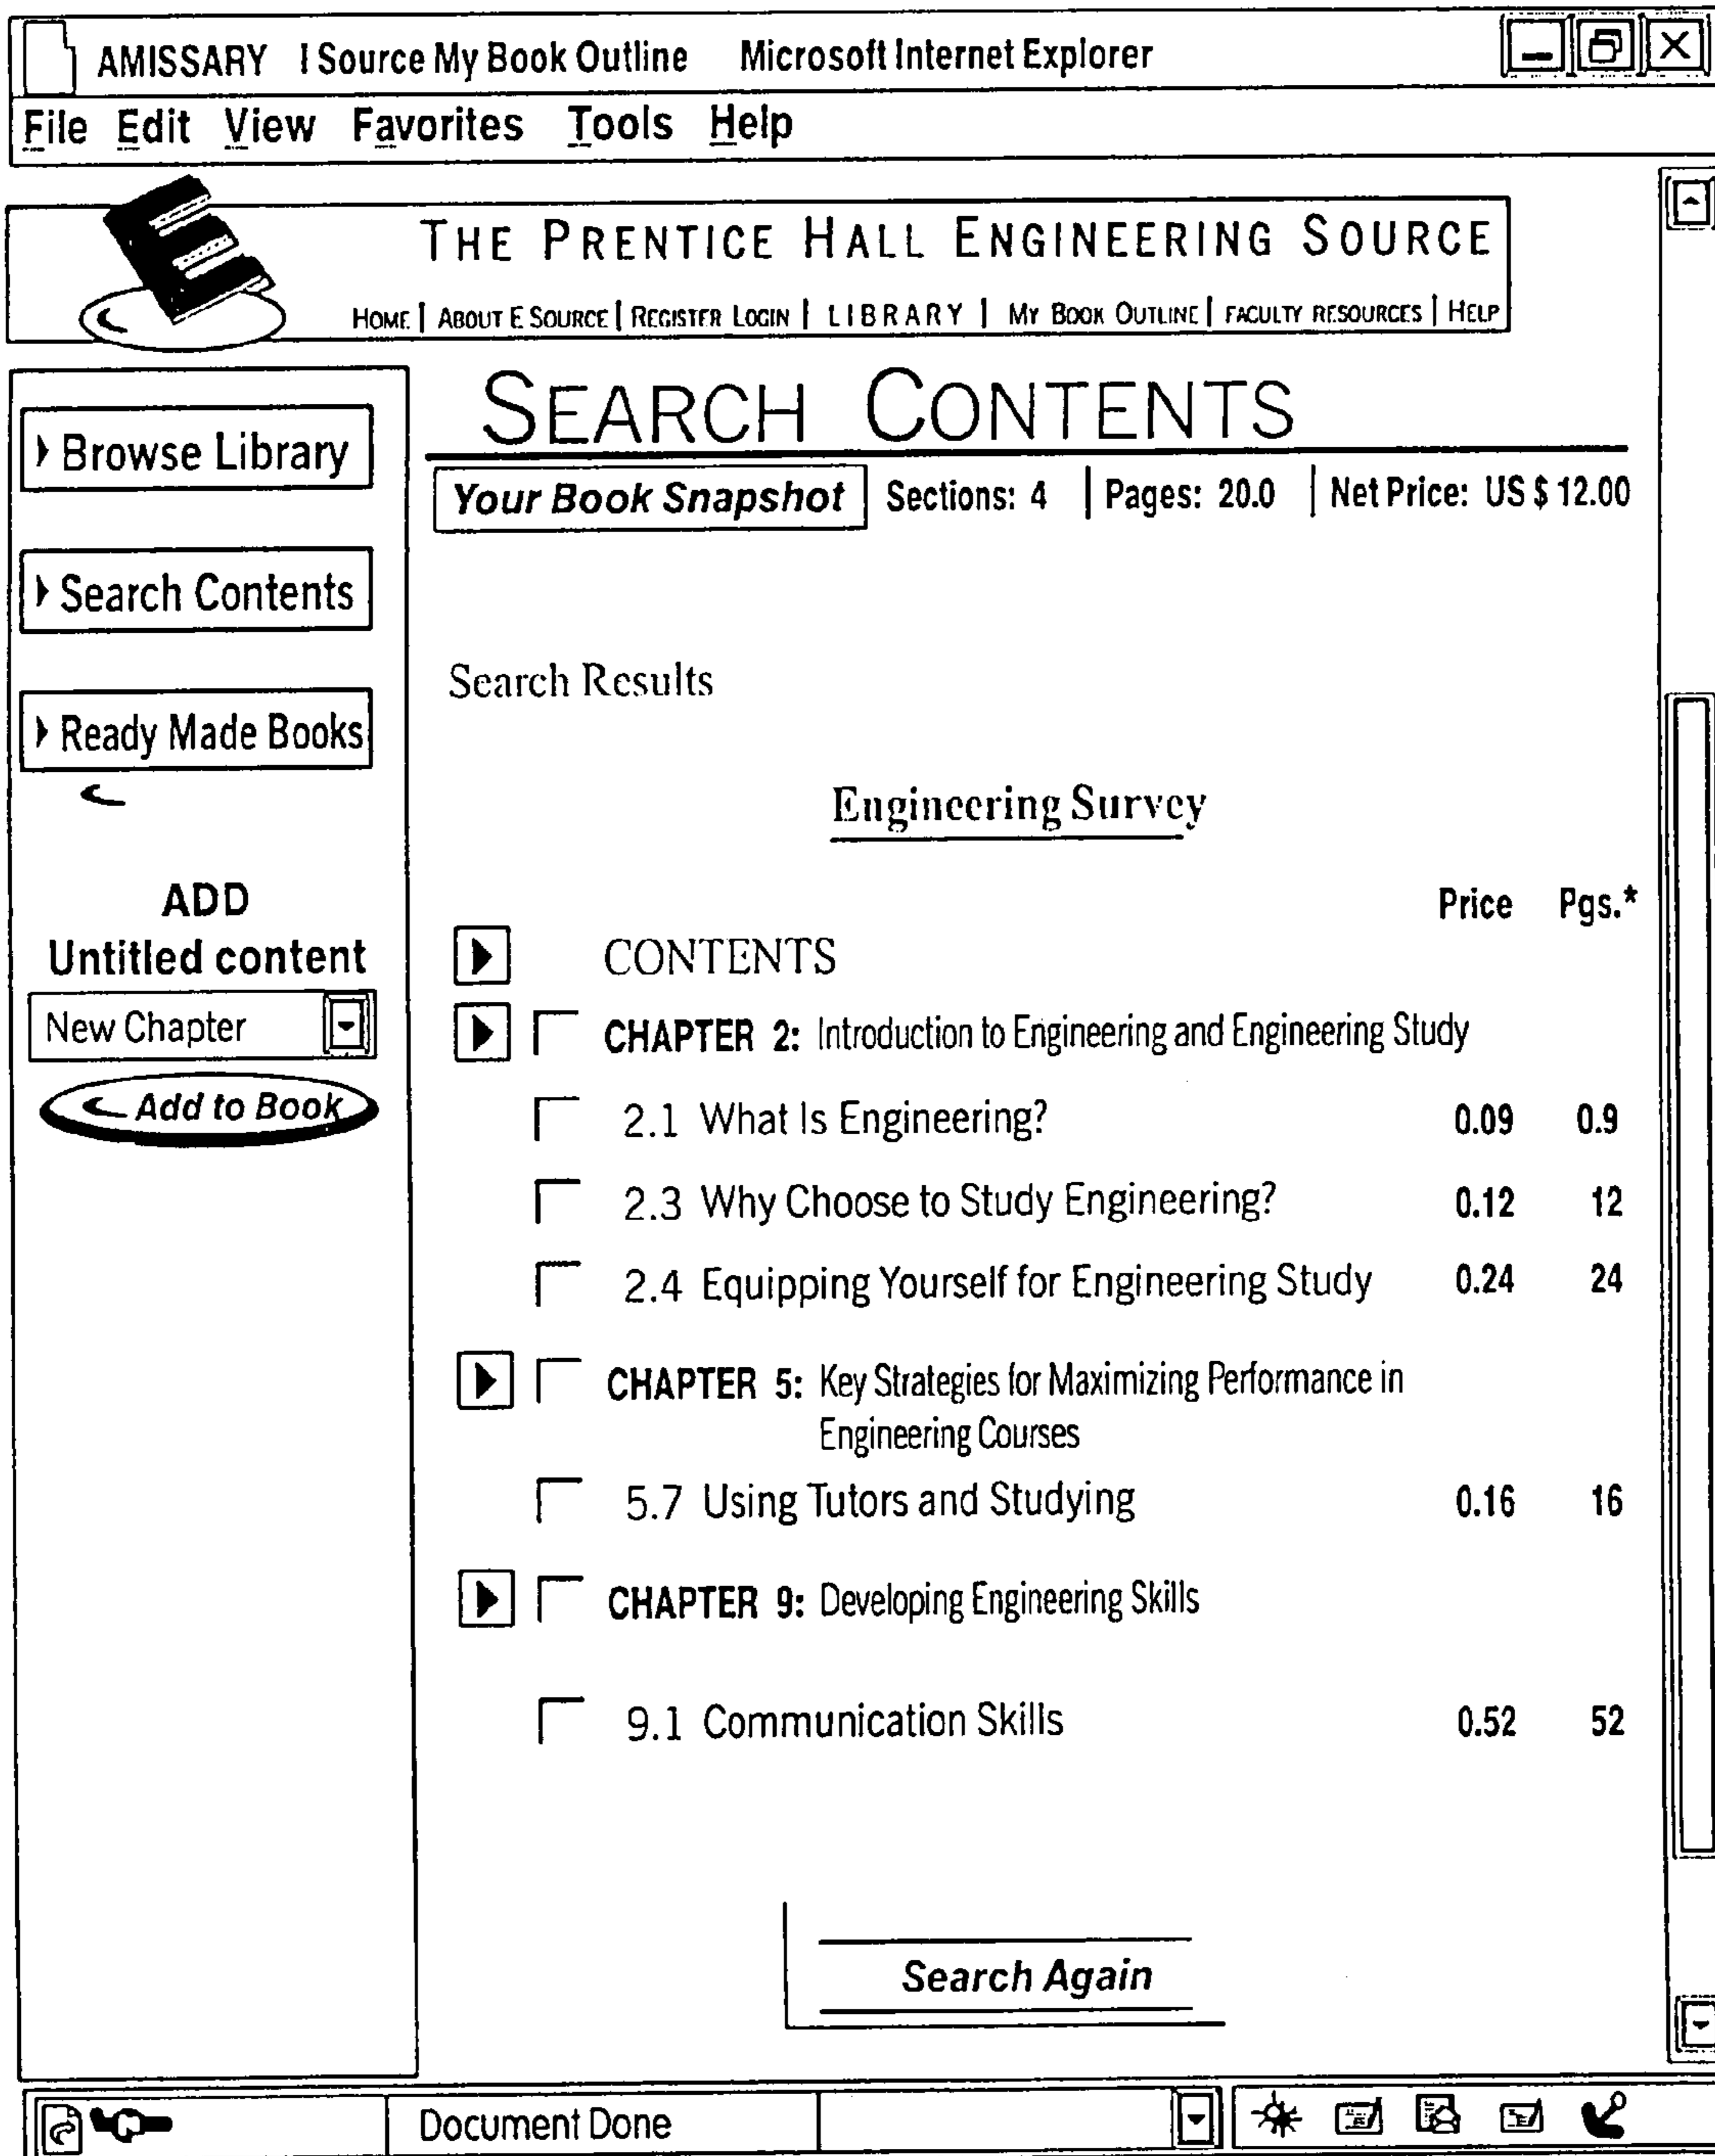 AMISSARY I Source My Book Outline Microsoft Internet Explorer
File Edit View Favorites Tools Help
THE PRENTICE HALL ENGINEERING SOURCE
HOME | ABOUT E SOURCE | REGISTER LOGIN | LIBRARY | MY BOOK OUTLINE | FACULTY RESOURCES | HELP
Browse Library
Search Contents
Ready Made Books
ADD
Untitled content
New Chapter
Add to Book
SEARCH CONTENTS
Your Book Snapshot | Sections: 4 | Pages: 20.0 | Net Price: US $ 12.00
Search Results
Engineering Survey
Price Pgs.*
CONTENTS
CHAPTER 2: Introduction to Engineering and Engineering Study
2.1 What Is Engineering? 0.09 0.9
2.3 Why Choose to Study Engineering? 0.12 12
2.4 Equipping Yourself for Engineering Study 0.24 24
CHAPTER 5: Key Strategies for Maximizing Performance in
Engineering Courses
5.7 Using Tutors and Studying 0.16 16
CHAPTER 9: Developing Engineering Skills
9.1 Communication Skills 0.52 52
Search Again
Document Done